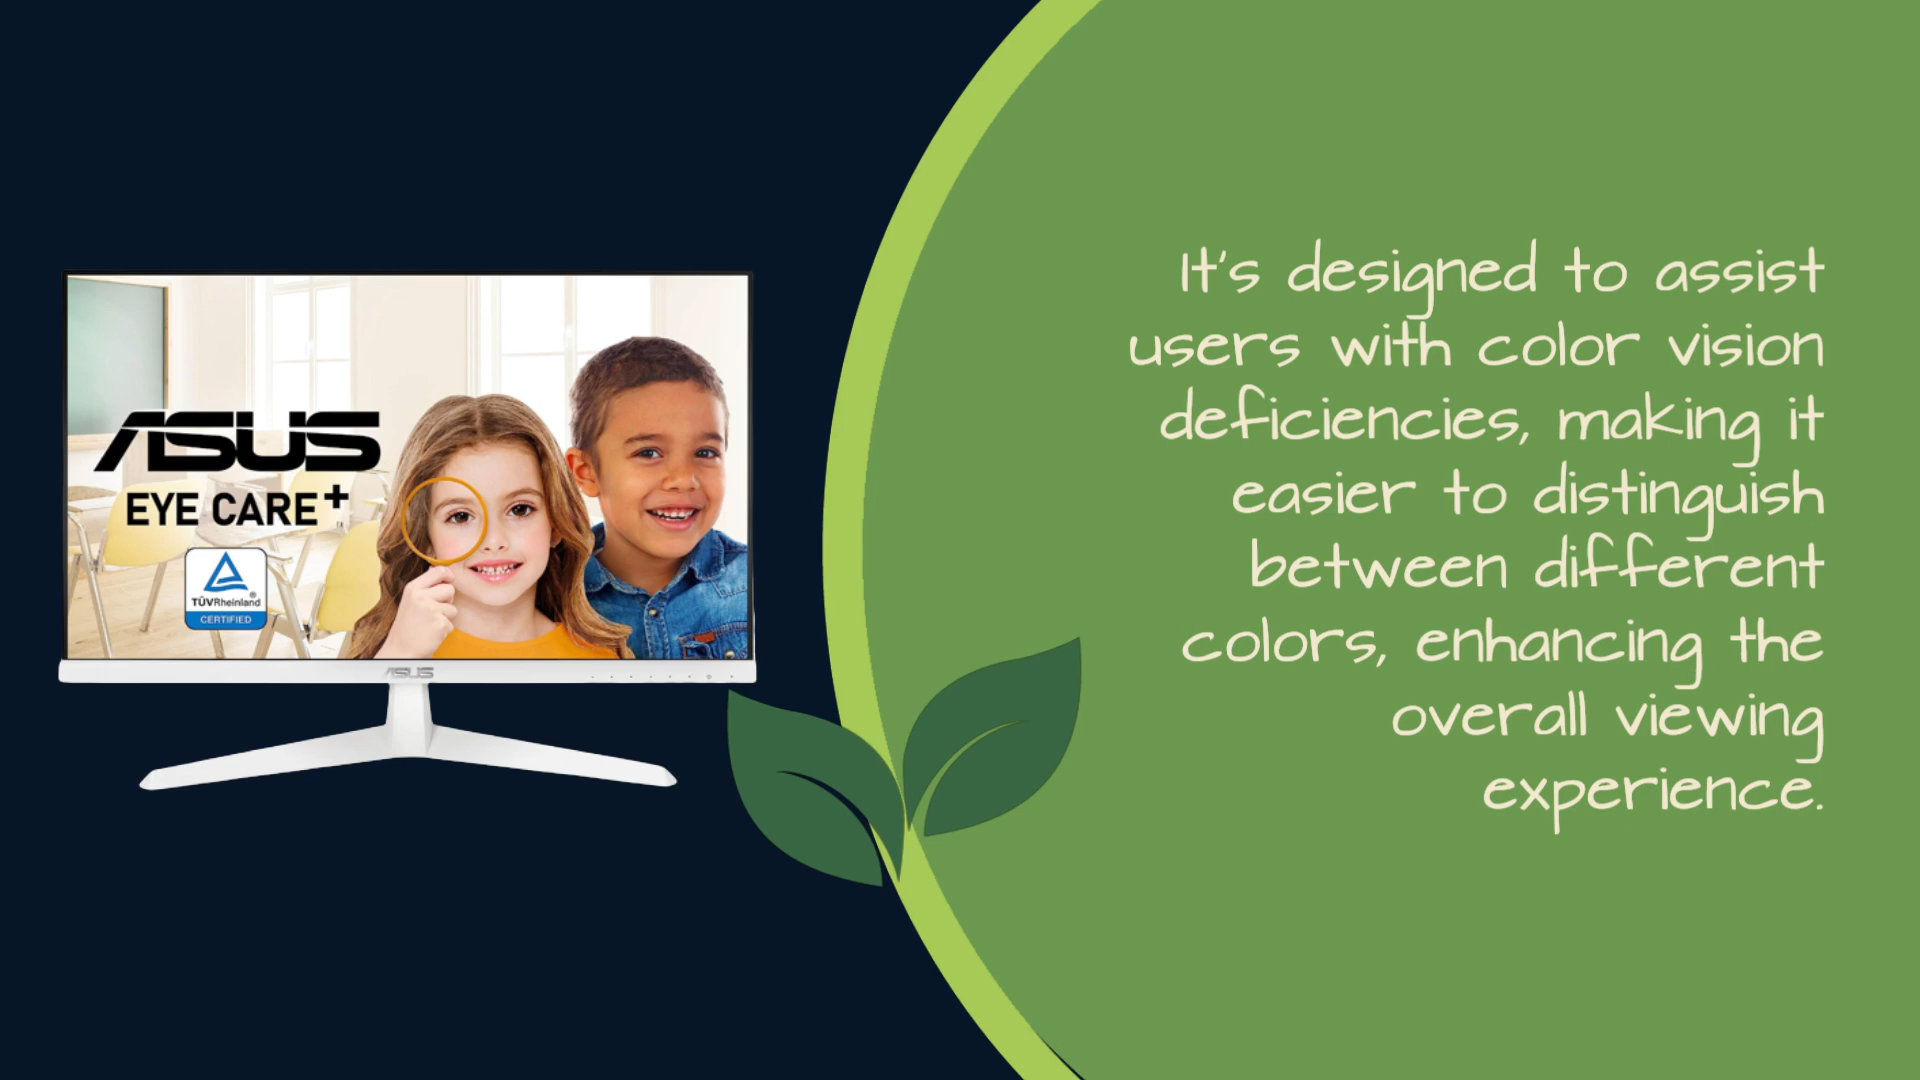 ASUS
EYE CARE+
TÜVRheinland®
CERTIFIED
ASUS
It's designed to assist
users with color vision
deficiencies, making it
easier to distinguish
between different
colors, enhancing the
overall viewing
experience.